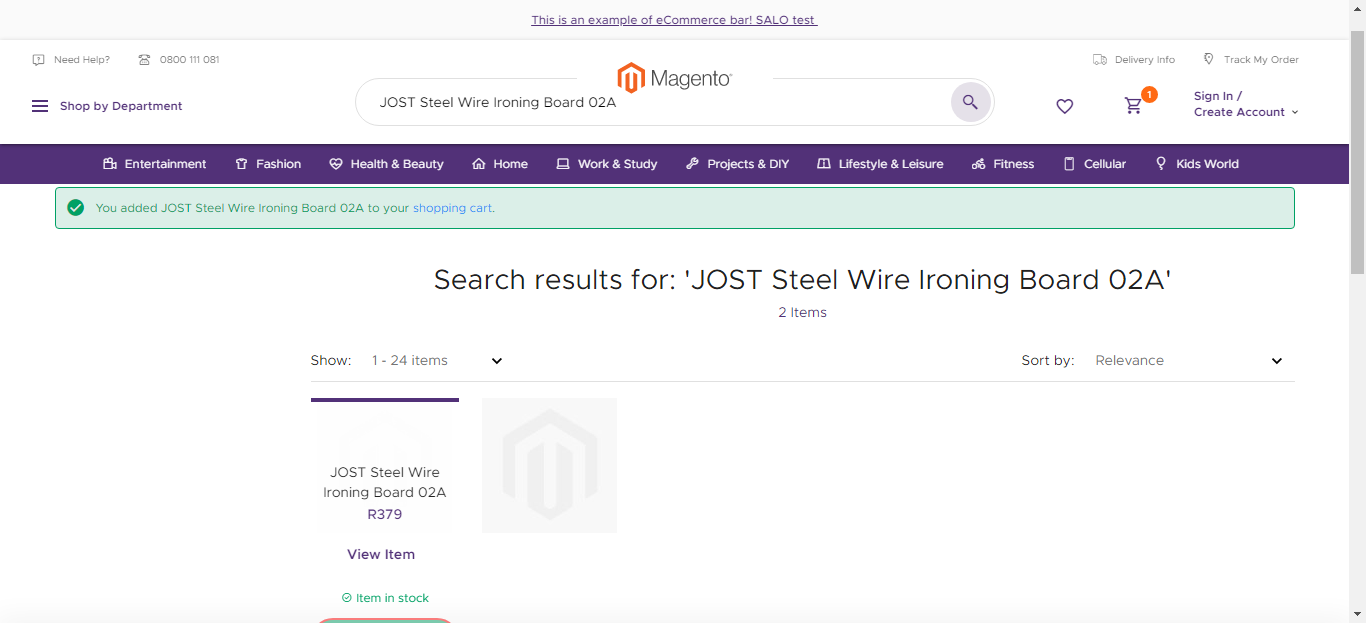 This is an example of eCommerce bar! SALO test
Need Help?
0800 111 081
Delivery Info
Track My Order
Magento
Shop by Department
JOST Steel Wire Ironing Board 02A
1
Sign In /
Create Account
Entertainment
Fashion
Health & Beauty
Home
Work & Study
Projects & DIY
Lifestyle & Leisure
Fitness
Cellular
Kids World
You added JOST Steel Wire Ironing Board 02A to your shopping cart.
Search results for: 'JOST Steel Wire Ironing Board 02A'
2 Items
Show: 1 - 24 items
Sort by: Relevance
JOST Steel Wire
Ironing Board 02A
R379
View Item
Item in stock